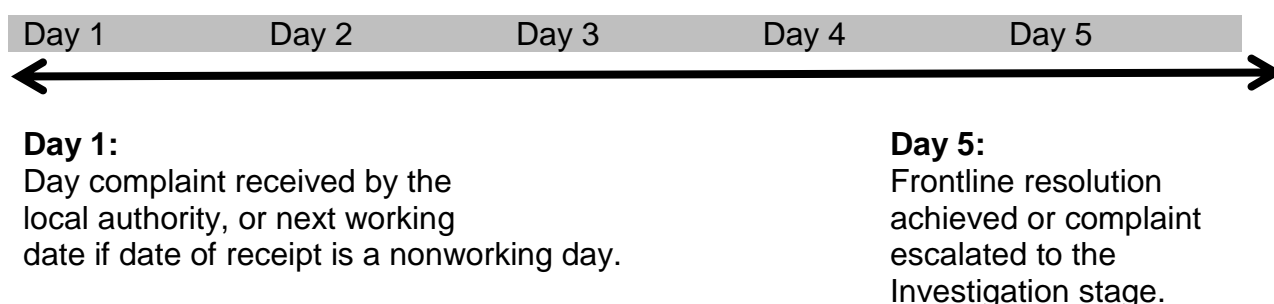 Day 1 Day 2 Day 3 Day 4 Day 5
Day 1:
Day complaint received by the
local authority, or next working
date if date of receipt is a nonworking day.
Day 5:
Frontline resolution
achieved or complaint
escalated to the
Investigation stage.